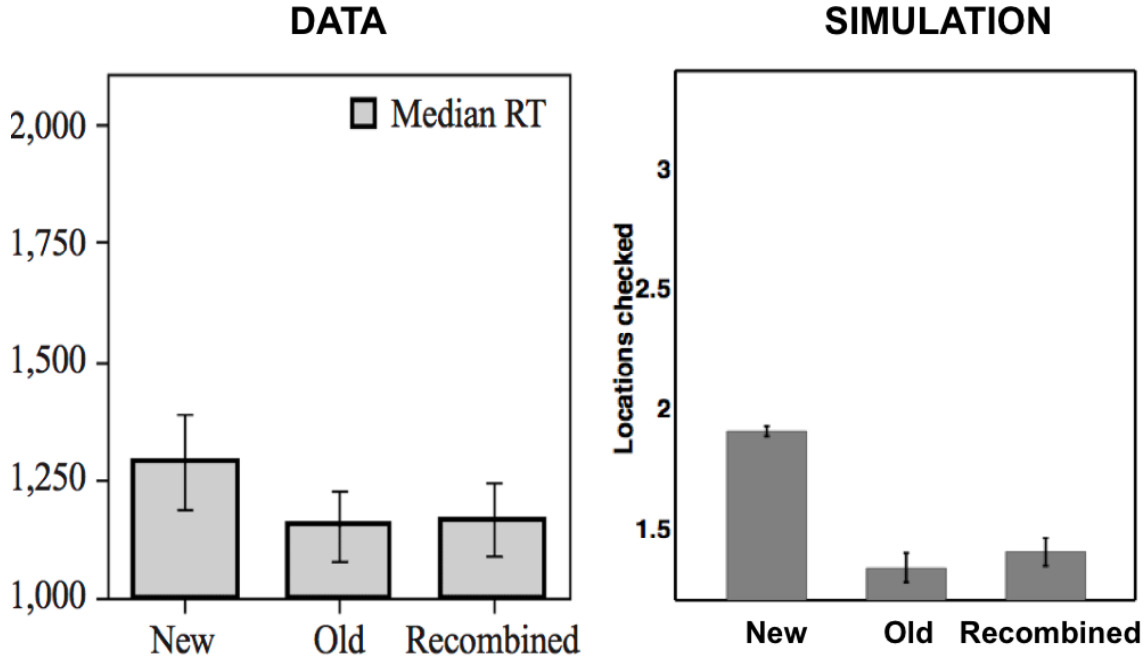 DATA
Median RT
2,000
1,750
1,500
1,250
1,000
New Old Recombined
SIMULATION
Locations checked
3
2.5
2
1.5
New Old Recombined